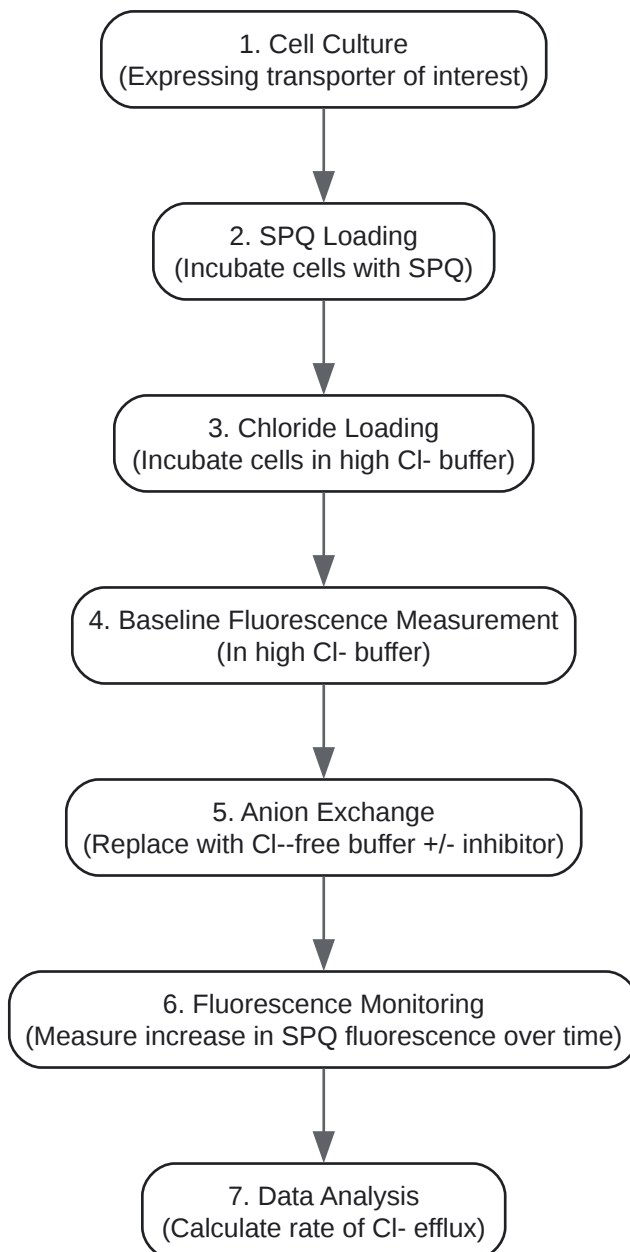 1. Cell Culture
(Expressing transporter of interest)
2. SPQ Loading
(Incubate cells with SPQ)
3. Chloride Loading
(Incubate cells in high Cl- buffer)
4. Baseline Fluorescence Measurement
(In high Cl- buffer)
5. Anion Exchange
(Replace with Cl--free buffer +/- inhibitor)
6. Fluorescence Monitoring
(Measure increase in SPQ fluorescence over time)
7. Data Analysis
(Calculate rate of Cl- efflux)